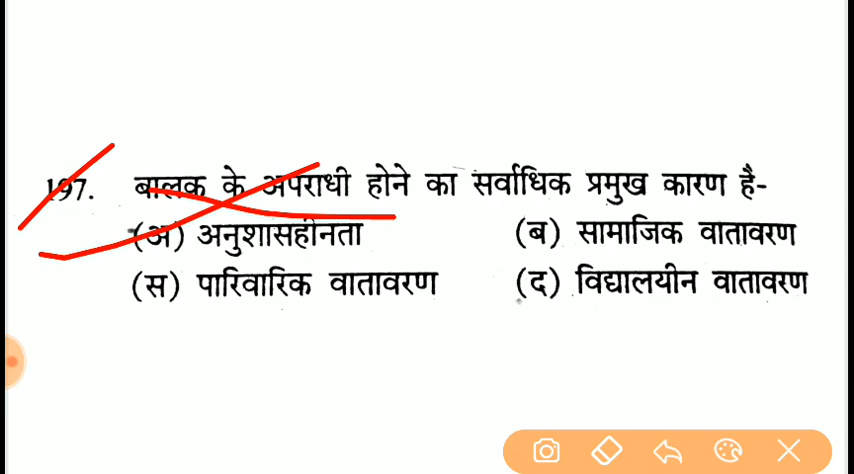 197. बालक के अपराधी होने का सर्वाधिक प्रमुख कारण है-
(अ) अनुशासहीनता (ब) सामाजिक वातावरण
(स) पारिवारिक वातावरण (द) विद्यालयीन वातावरण